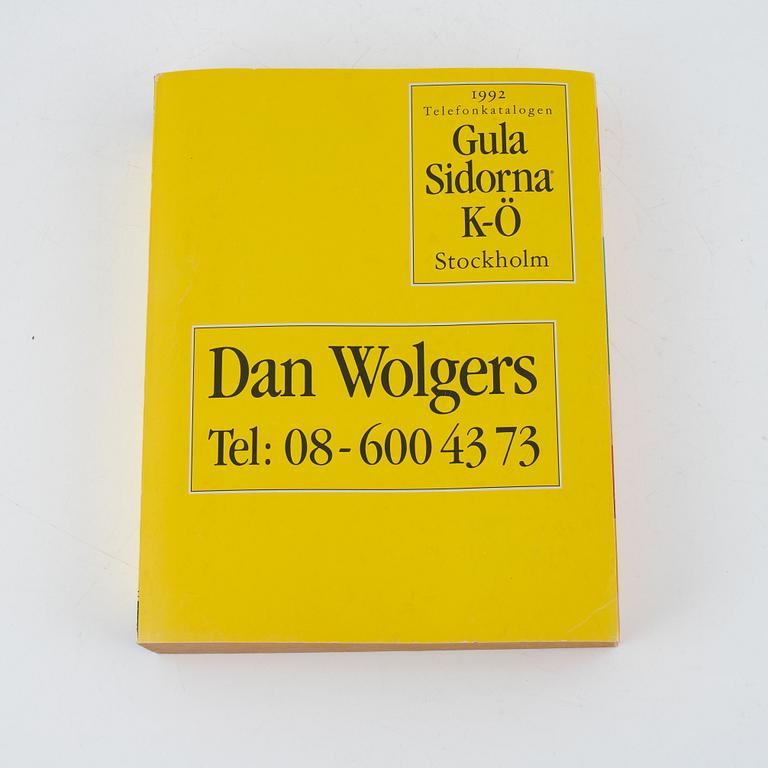 1992
Telefonkatalogen
Gula
Sidorna®
K-Ö
Stockholm
Dan Wolgers
Tel: 08-600 43 73